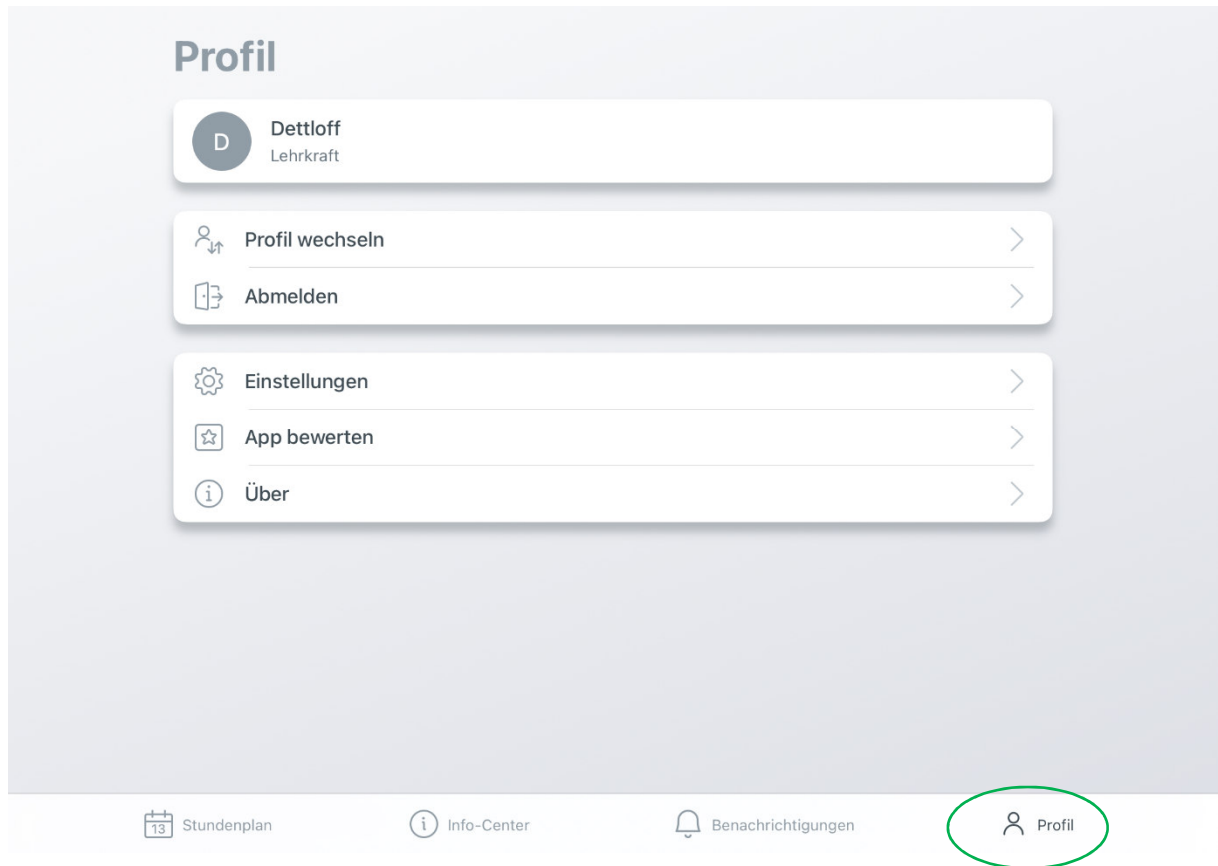 Profil
D
Dettloff
Lehrkraft
Profil wechseln
Abmelden
Einstellungen
App bewerten
i
Über
13 Stundenplan
i Info-Center
Benachrichtigungen
Profil